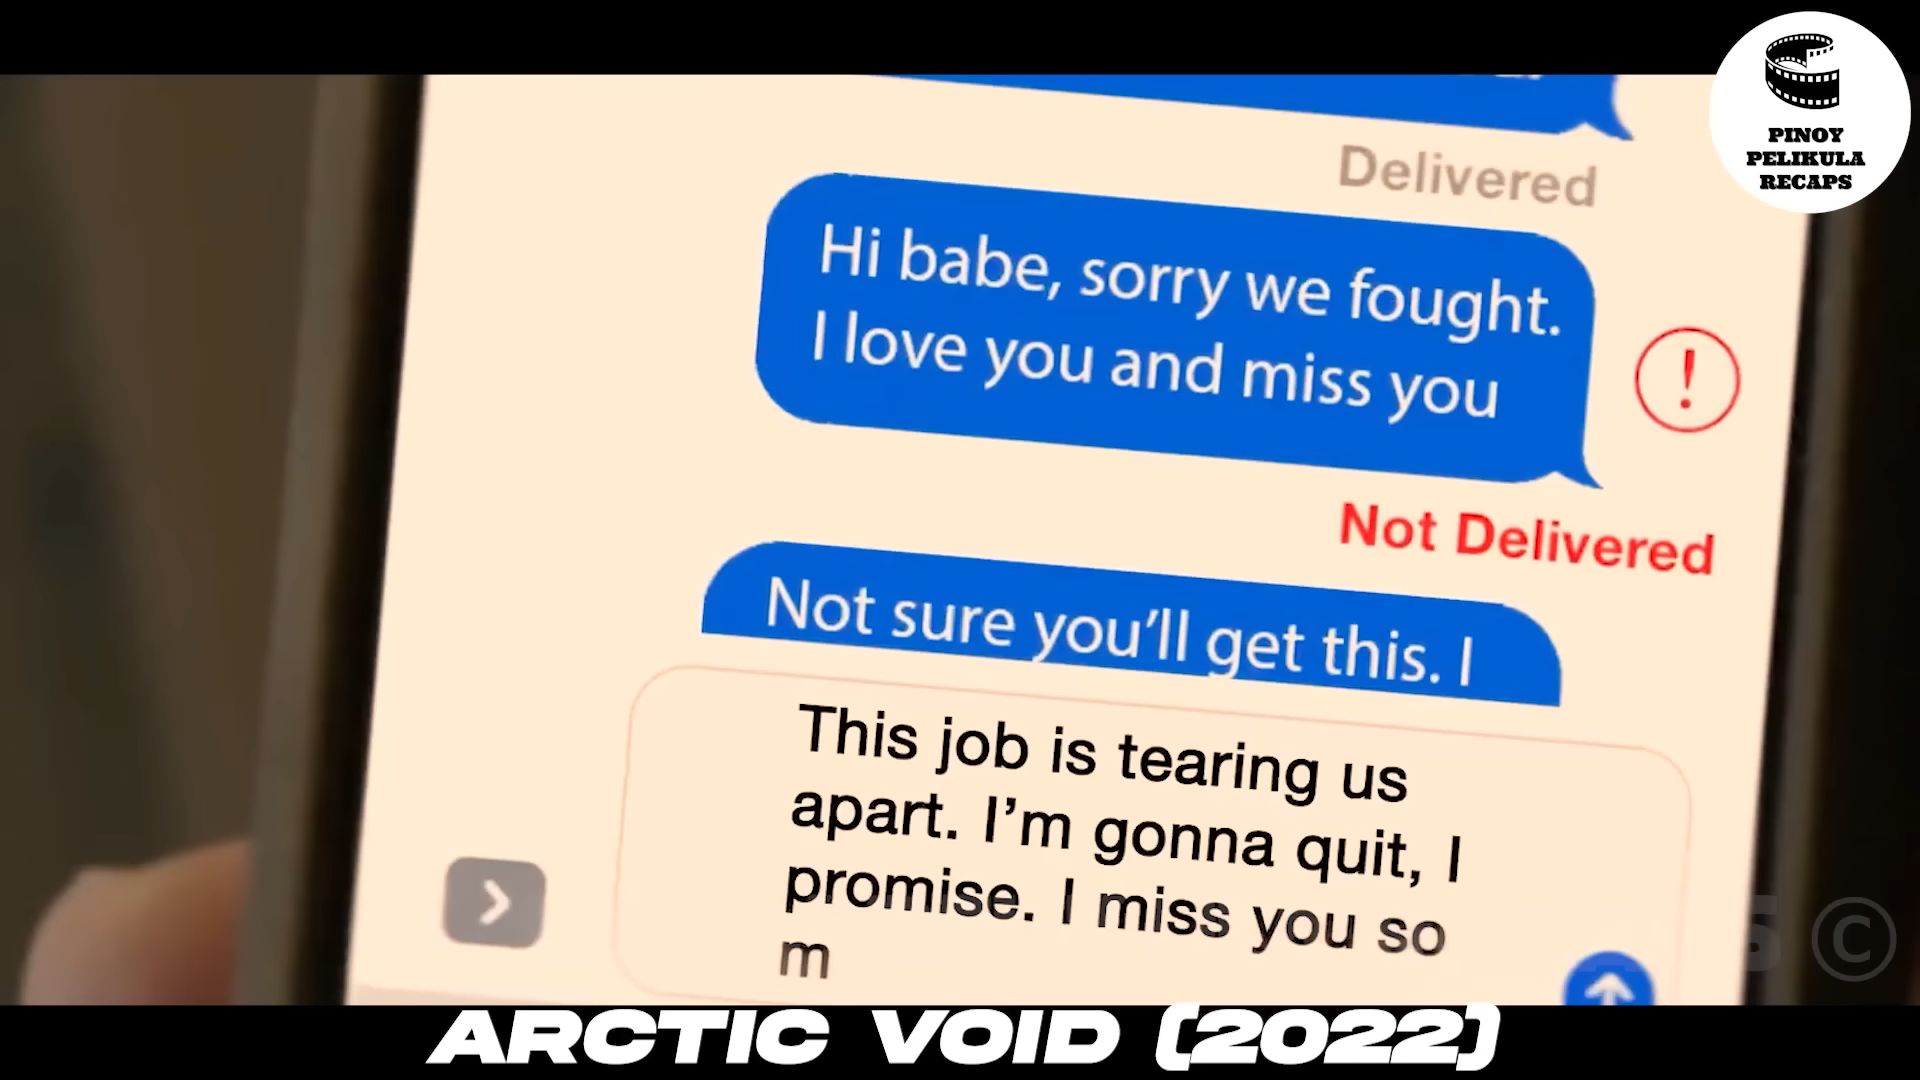 PINOY
PELIKULA
RECAPS
Delivered
Hi babe, sorry we fought.
I love you and miss you
!
Not Delivered
Not sure you'll get this. I
This job is tearing us
apart. I'm gonna quit, I
promise. I miss you so
m
©
ARCTIC VOID (2022)